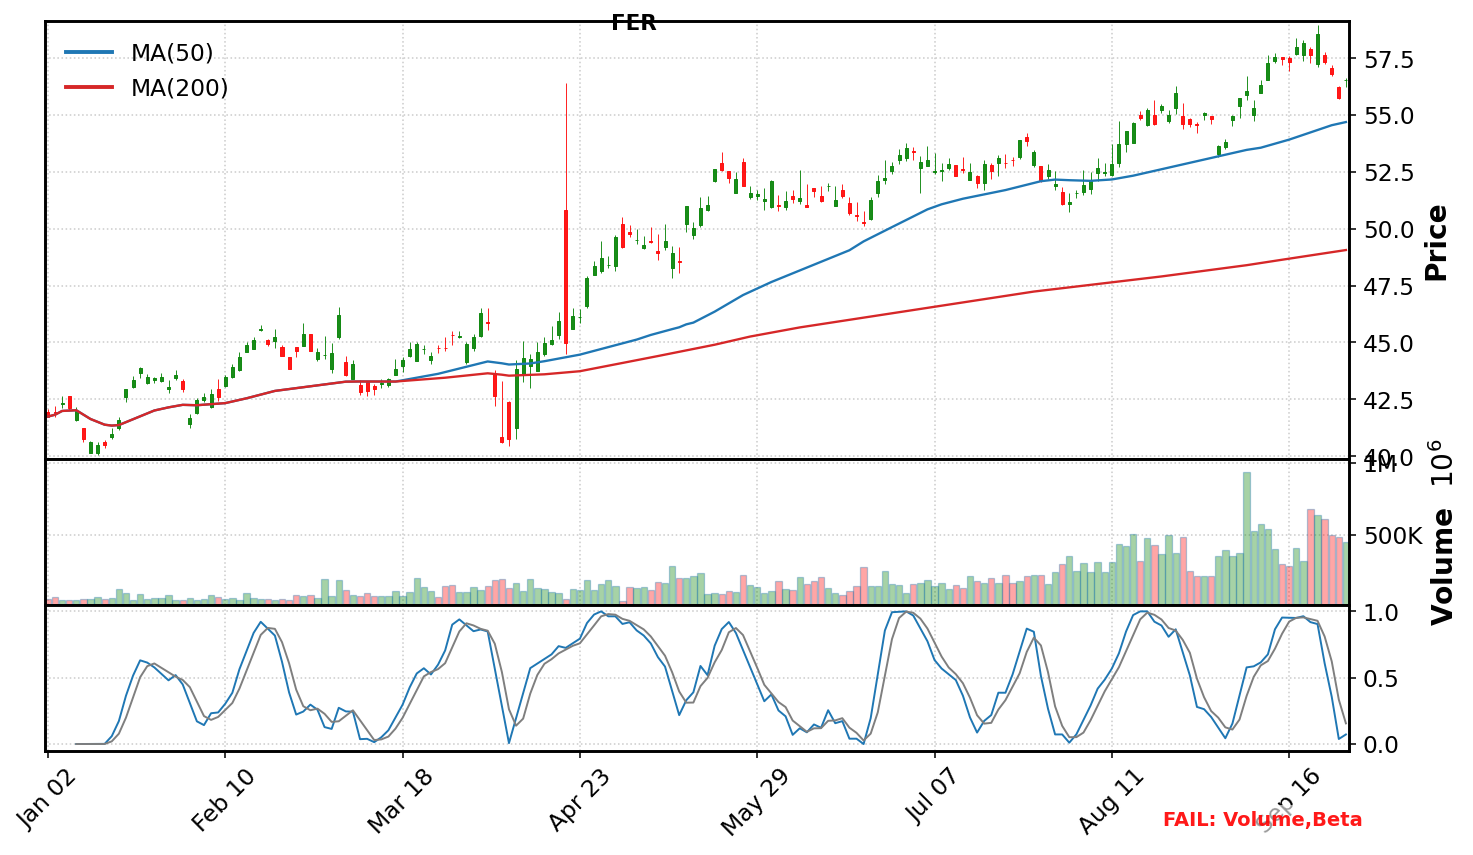 FER
MA(50)
MA(200)
57.5
55.0
52.5
50.0
47.5
45.0
42.5
40.0
Price
1M
500K
Volume 10^6
1.0
0.5
0.0
Jan 02
Feb 10
Mar 18
Apr 23
May 29
Jul 07
Aug 11
Sep 16
FAIL: Volume,Beta